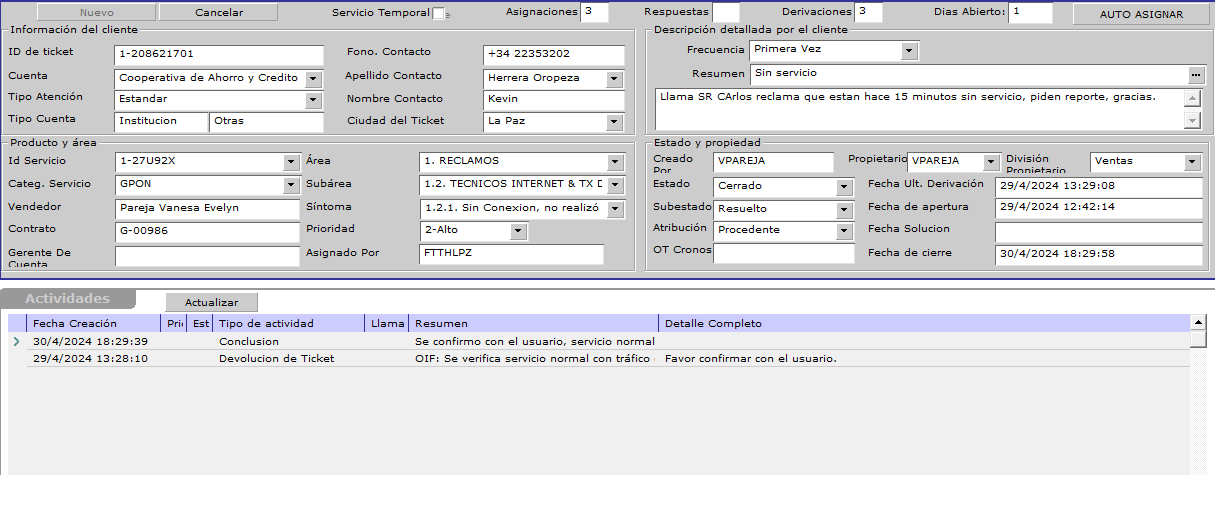 Nuevo Cancelar Servicio Temporal Asignaciones 3 Respuestas Derivaciones 3 Dias Abierto: 1 AUTO ASIGNAR
Información del cliente
ID de ticket 1-208621701 Fono. Contacto +34 22353202
Cuenta Cooperativa de Ahorro y Credito Apellido Contacto Herrera Oropeza
Tipo Atención Estandar Nombre Contacto Kevin
Tipo Cuenta Institucion Otras Ciudad del Ticket La Paz
Descripción detallada por el cliente
Frecuencia Primera Vez
Resumen Sin servicio ...
Llama SR CArlos reclama que estan hace 15 minutos sin servicio, piden reporte, gracias.
Producto y área
Id Servicio 1-27U92X Área 1. RECLAMOS
Categ. Servicio GPON Subárea 1.2. TECNICOS INTERNET & TX D
Vendedor Pareja Vanesa Evelyn Síntoma 1.2.1. Sin Conexion, no realizó
Contrato G-00986 Prioridad 2-Alto
Gerente De Cuenta Asignado Por FTTHLPZ
Estado y propiedad
Creado Por VPAREJA Propietario VPAREJA División Propietario Ventas
Estado Cerrado Fecha Ult. Derivación 29/4/2024 13:29:08
Subestado Resuelto Fecha de apertura 29/4/2024 12:42:14
Atribución Procedente Fecha Solucion
OT Cronos Fecha de cierre 30/4/2024 18:29:58
Actividades Actualizar
Fecha Creación Pri Est Tipo de actividad Llama Resumen Detalle Completo
30/4/2024 18:29:39 Conclusion Se confirmo con el usuario, servicio normal
29/4/2024 13:28:10 Devolucion de Ticket OIF: Se verifica servicio normal con tráfico Favor confirmar con el usuario.